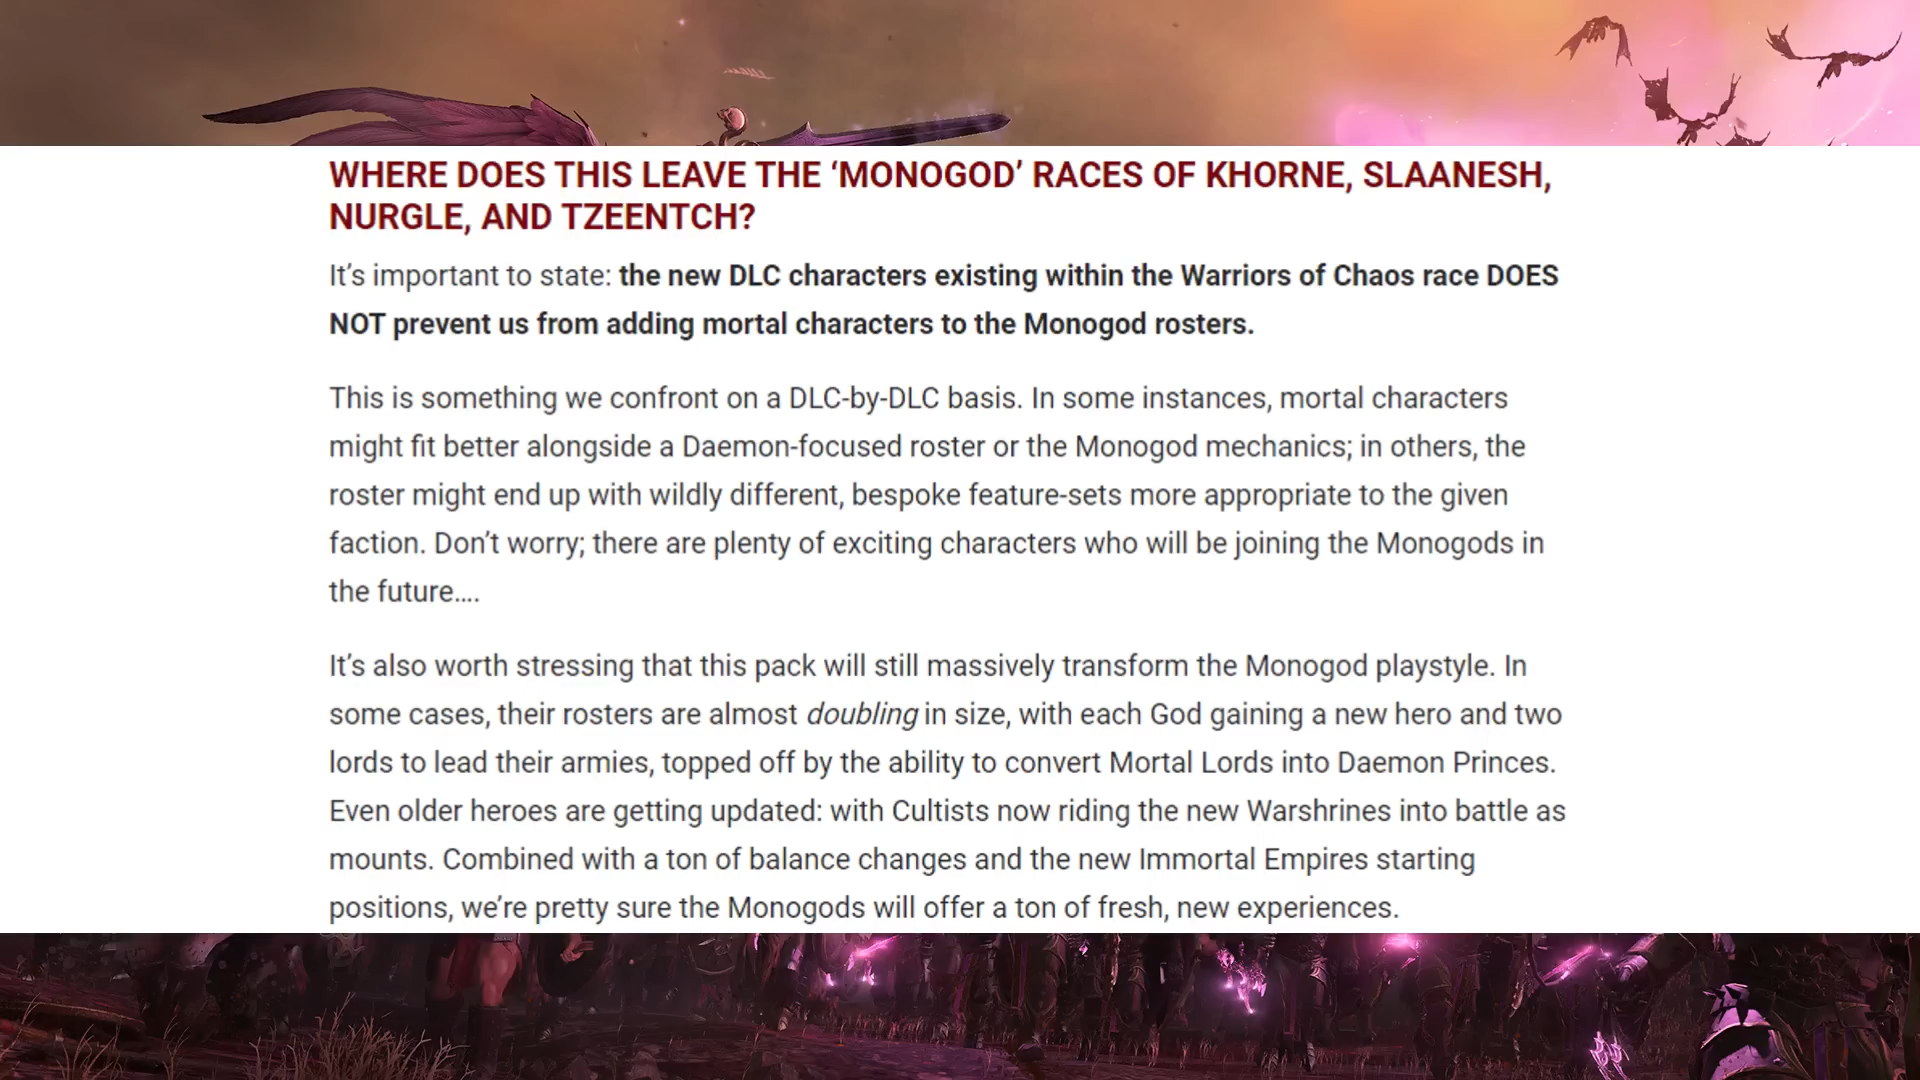 WHERE DOES THIS LEAVE THE ‘MONOGOD’ RACES OF KHORNE, SLAANESH,
NURGLE, AND TZEENTCH?
It’s important to state: the new DLC characters existing within the Warriors of Chaos race DOES
NOT prevent us from adding mortal characters to the Monogod rosters.
This is something we confront on a DLC-by-DLC basis. In some instances, mortal characters
might fit better alongside a Daemon-focused roster or the Monogod mechanics; in others, the
roster might end up with wildly different, bespoke feature-sets more appropriate to the given
faction. Don’t worry; there are plenty of exciting characters who will be joining the Monogods in
the future….
It’s also worth stressing that this pack will still massively transform the Monogod playstyle. In
some cases, their rosters are almost doubling in size, with each God gaining a new hero and two
lords to lead their armies, topped off by the ability to convert Mortal Lords into Daemon Princes.
Even older heroes are getting updated: with Cultists now riding the new Warshrines into battle as
mounts. Combined with a ton of balance changes and the new Immortal Empires starting
positions, we’re pretty sure the Monogods will offer a ton of fresh, new experiences.